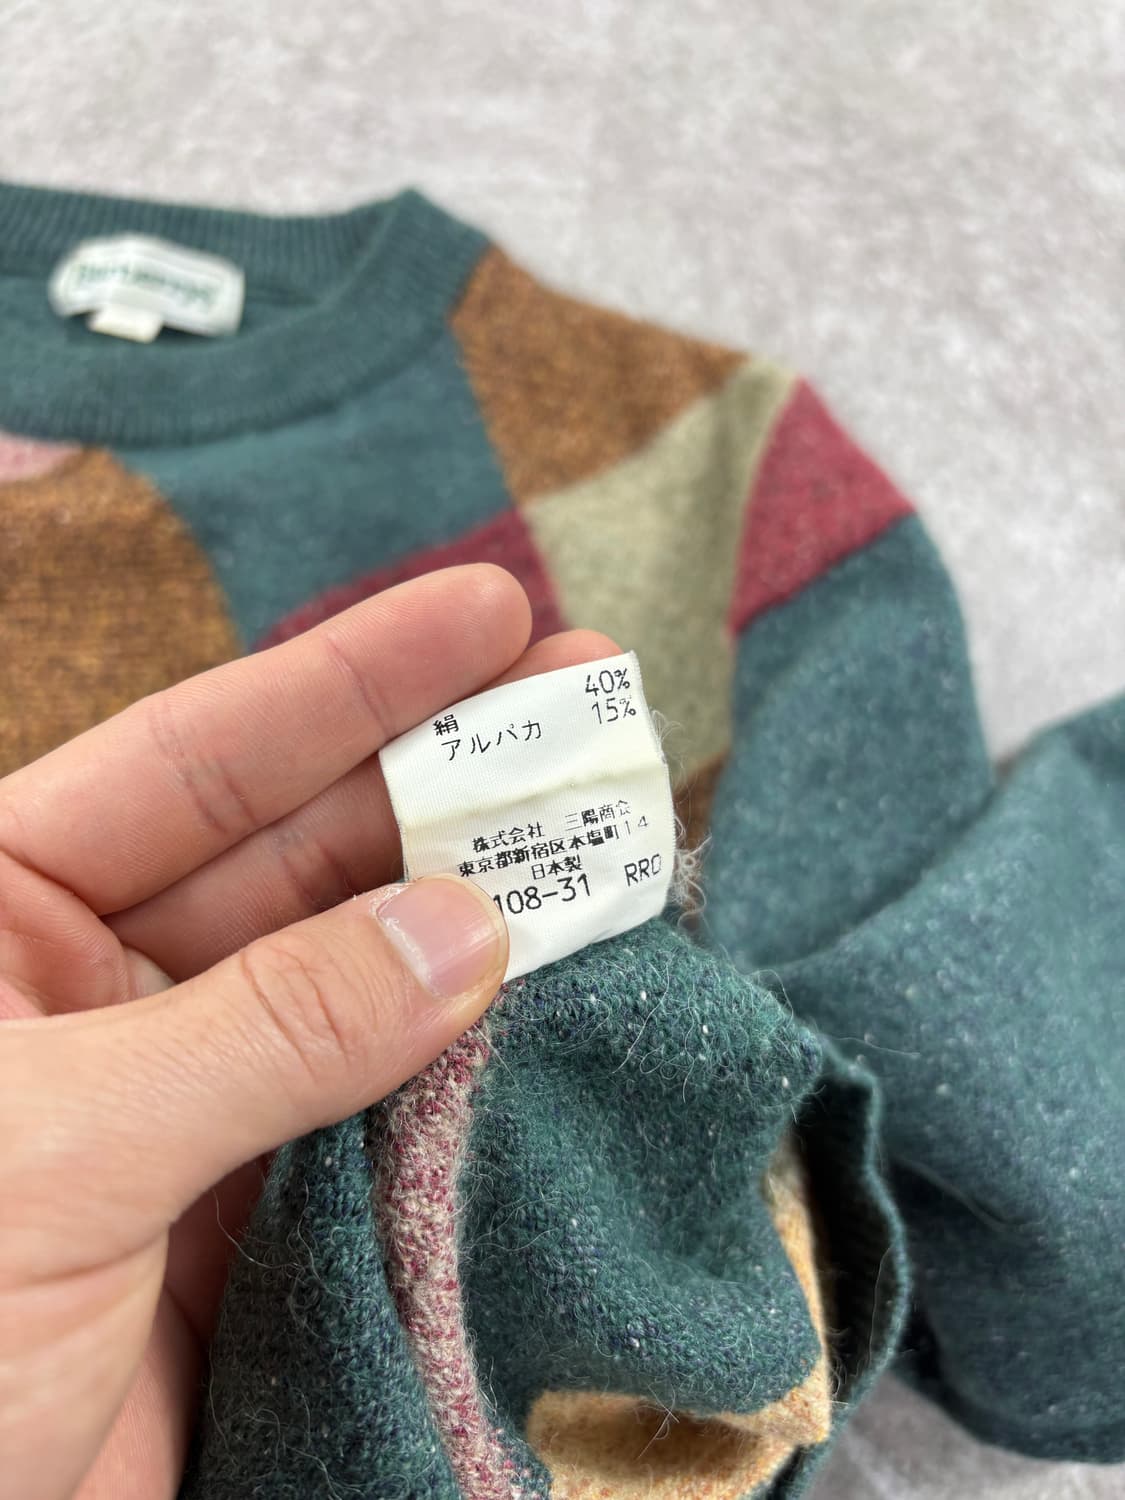 絹 40%
アルパカ 15%
株式会社 三陽商会
東京都新宿区本塩町14
日本製
108-31 RRD